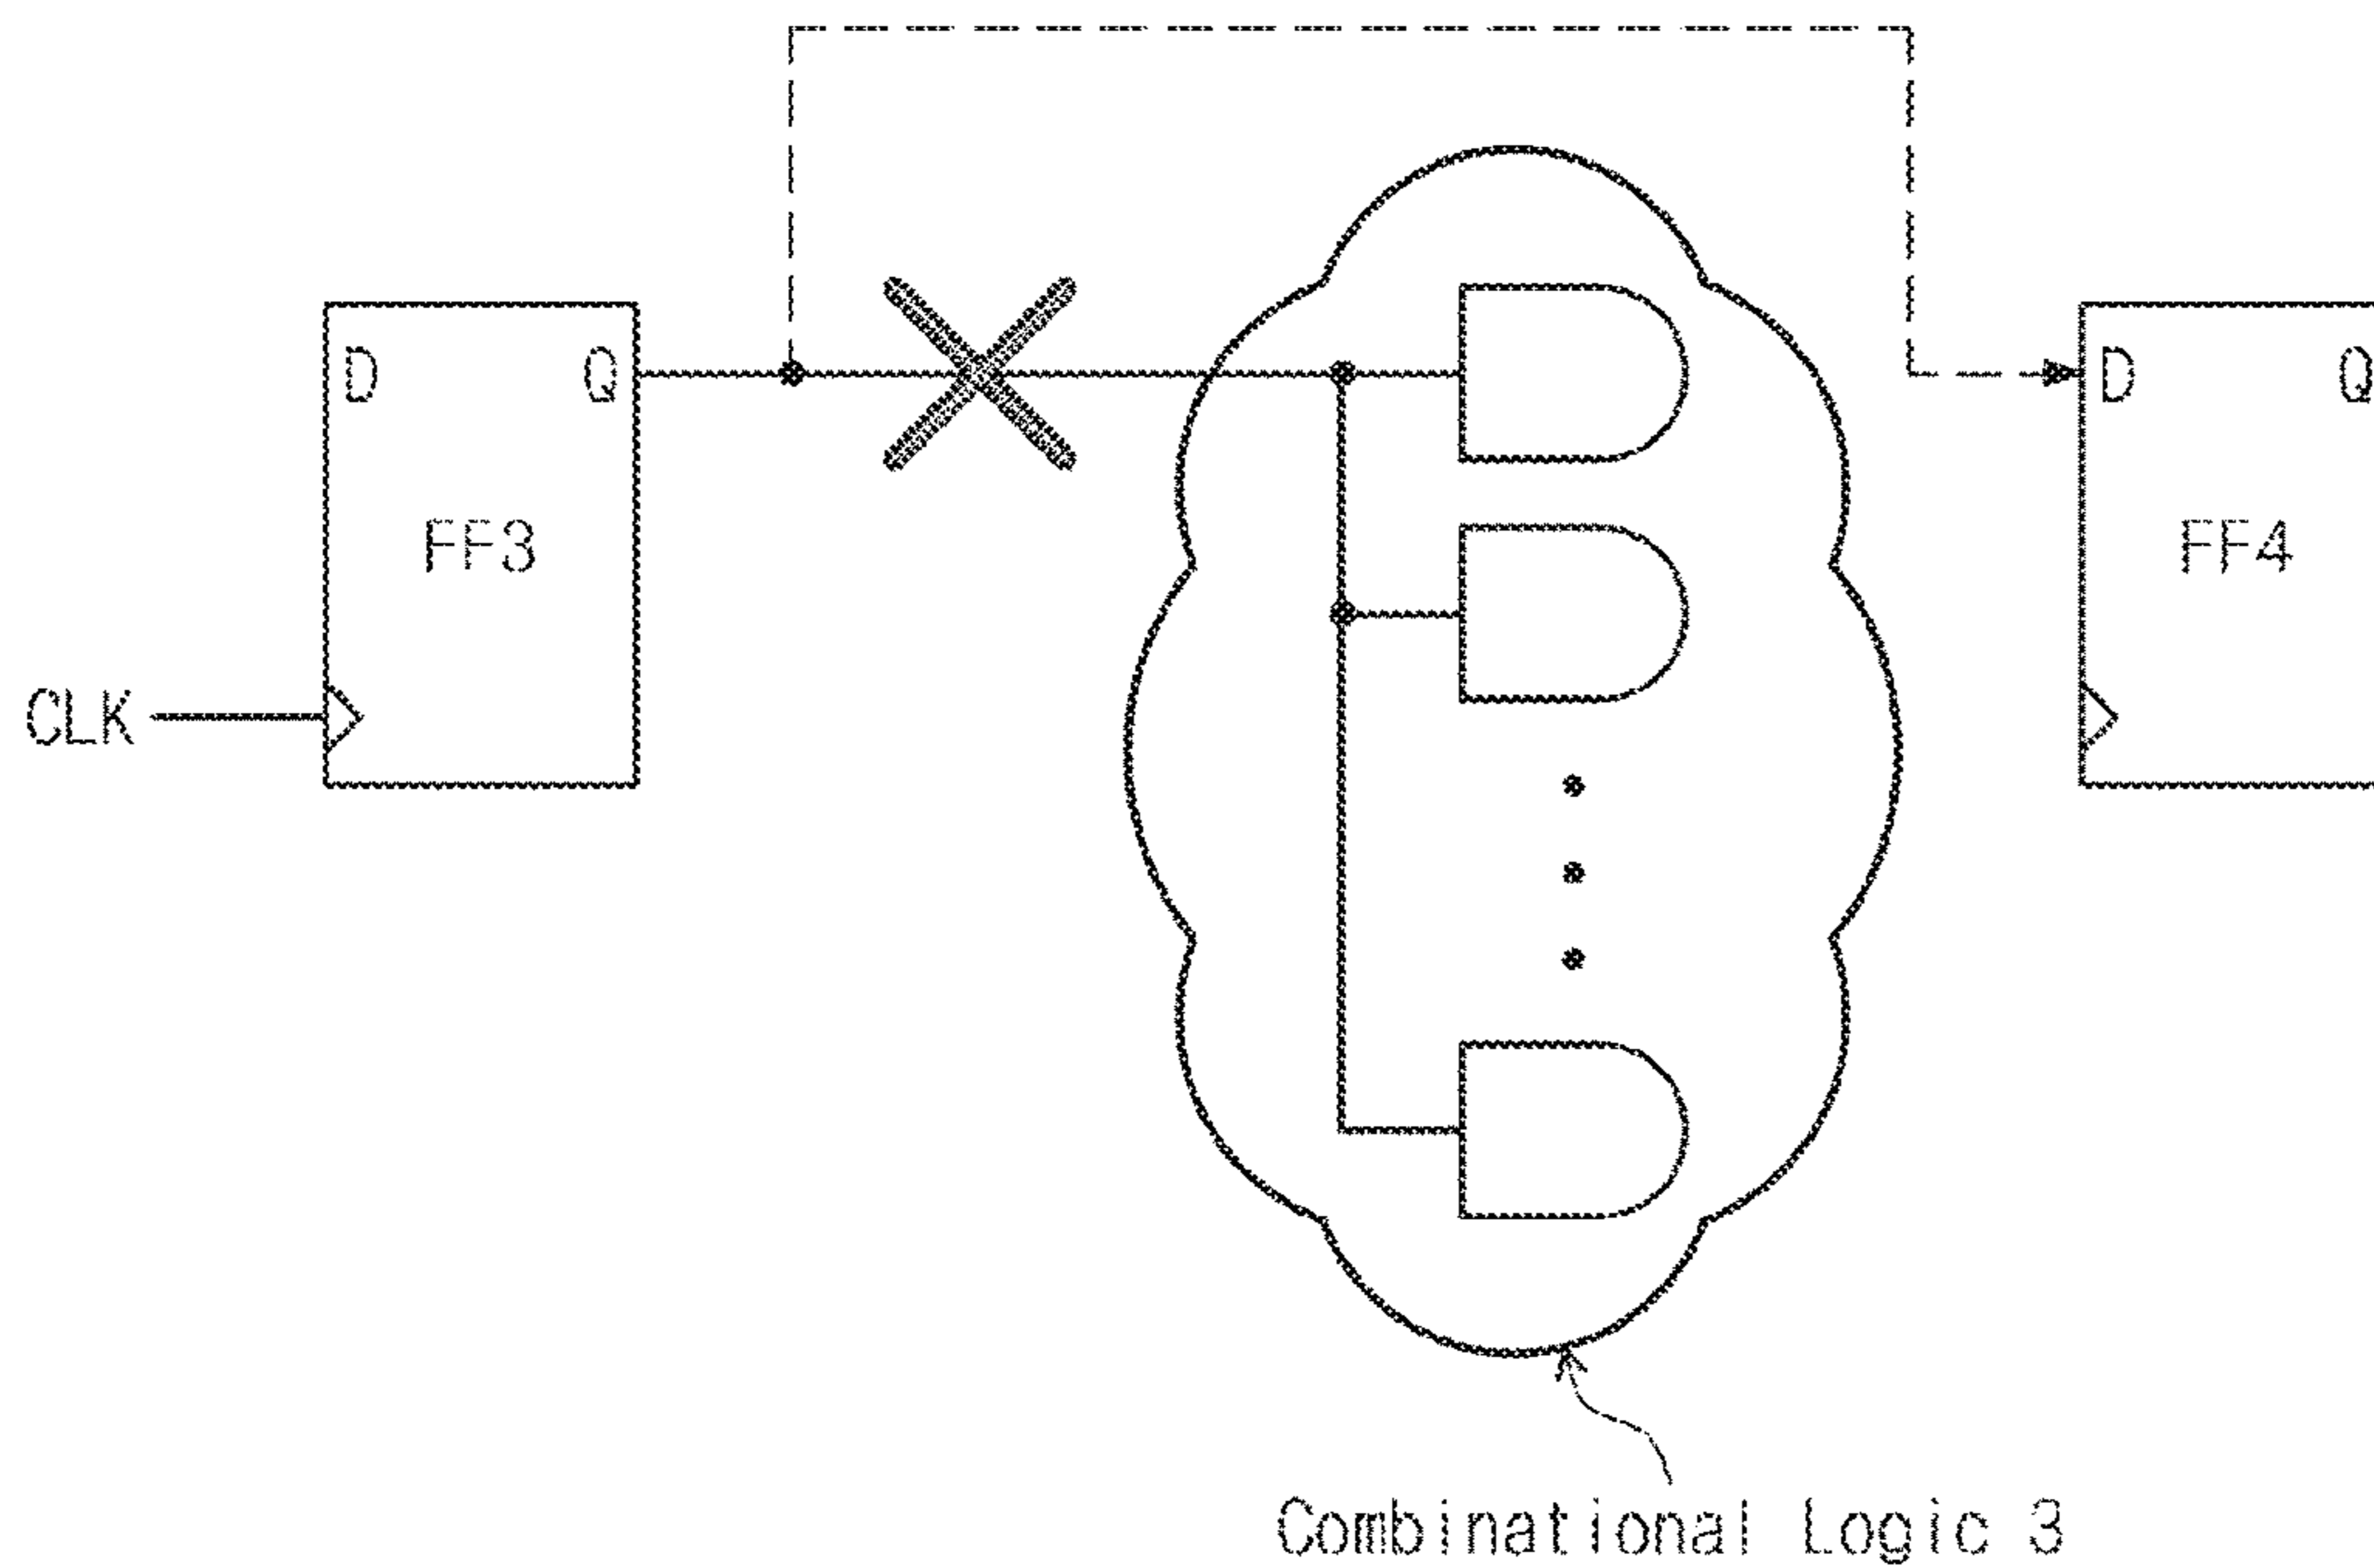 D Q
D Q
FF3
FF4
CLK
Combinational Logic 3